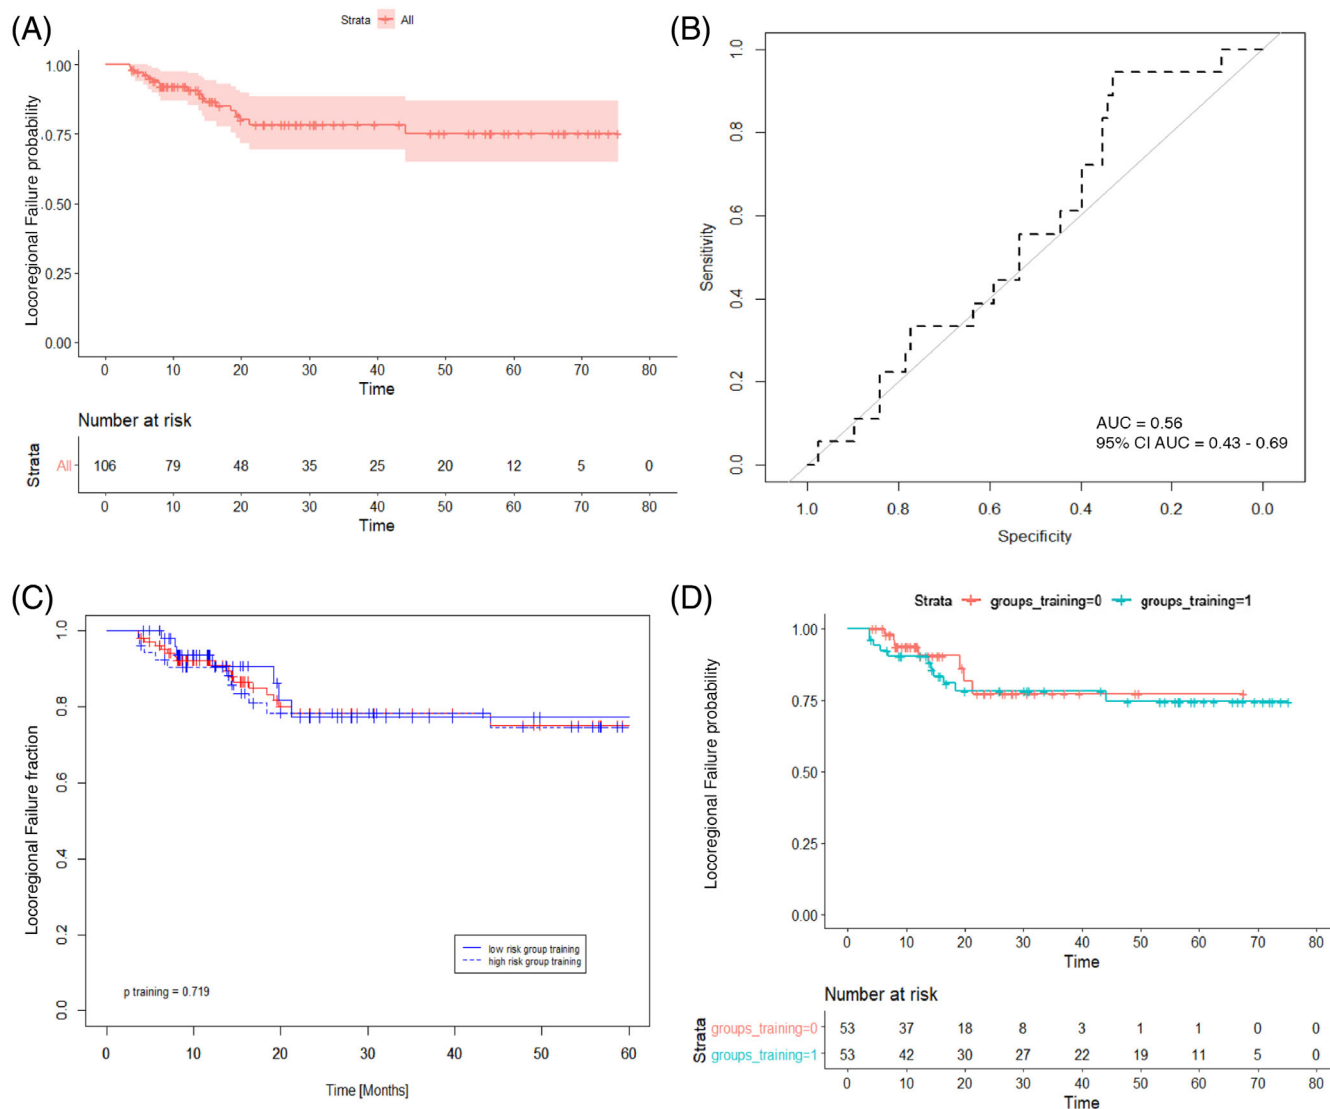 (A)
Strata All
Locoregional Failure probability
1.00
0.75
0.50
0.25
0.00
0 10 20 30 40 50 60 70 80
Time
Number at risk
Strata
All
106 79 48 35 25 20 12 5 0
0 10 20 30 40 50 60 70 80
Time
(B)
Sensitivity
1.0
0.8
0.6
0.4
0.2
0.0
AUC = 0.56
95% CI AUC = 0.43 - 0.69
1.0 0.8 0.6 0.4 0.2 0.0
Specificity
(C)
Locoregional Failure fraction
1.0
0.8
0.6
0.4
0.2
0.0
low risk group training
high risk group training
p training = 0.719
0 10 20 30 40 50 60
Time [Months]
(D)
Strata groups_training=0 groups_training=1
Locoregional Failure probability
1.00
0.75
0.50
0.25
0.00
0 10 20 30 40 50 60 70 80
Time
Number at risk
Strata
groups_training=0 53 37 18 8 3 1 1 0 0
groups_training=1 53 42 30 27 22 19 11 5 0
0 10 20 30 40 50 60 70 80
Time